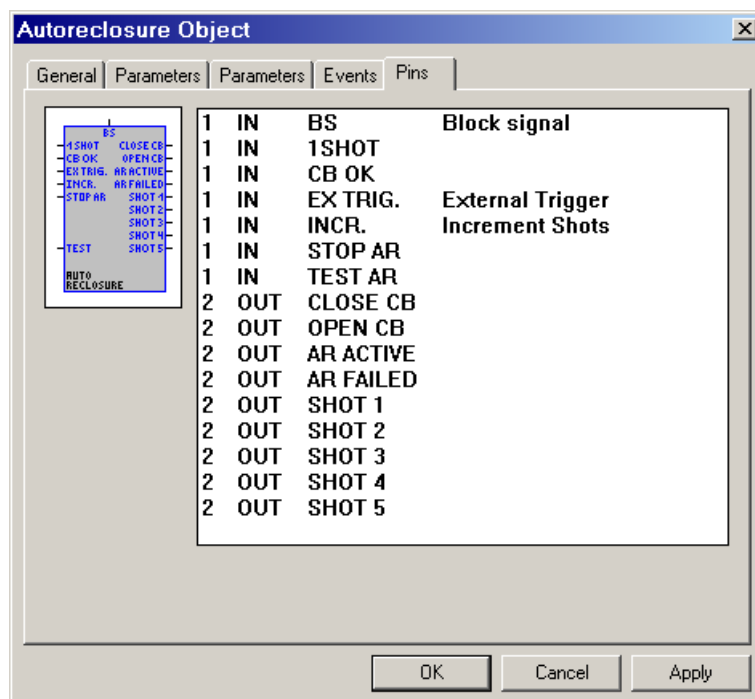 Autoreclosure Object
General Parameters Parameters Events Pins
BS
1SHOT CLOSE CB
CB OK OPEN CB
EX TRIG. AR ACTIVE
INCR. AR FAILED
STOP AR SHOT 1
SHOT 2
SHOT 3
SHOT 4
TEST SHOT 5
AUTO
RECLOSURE
1 IN BS Block signal
1 IN 1SHOT
1 IN CB OK
1 IN EX TRIG. External Trigger
1 IN INCR. Increment Shots
1 IN STOP AR
1 IN TEST AR
2 OUT CLOSE CB
2 OUT OPEN CB
2 OUT AR ACTIVE
2 OUT AR FAILED
2 OUT SHOT 1
2 OUT SHOT 2
2 OUT SHOT 3
2 OUT SHOT 4
2 OUT SHOT 5
OK Cancel Apply